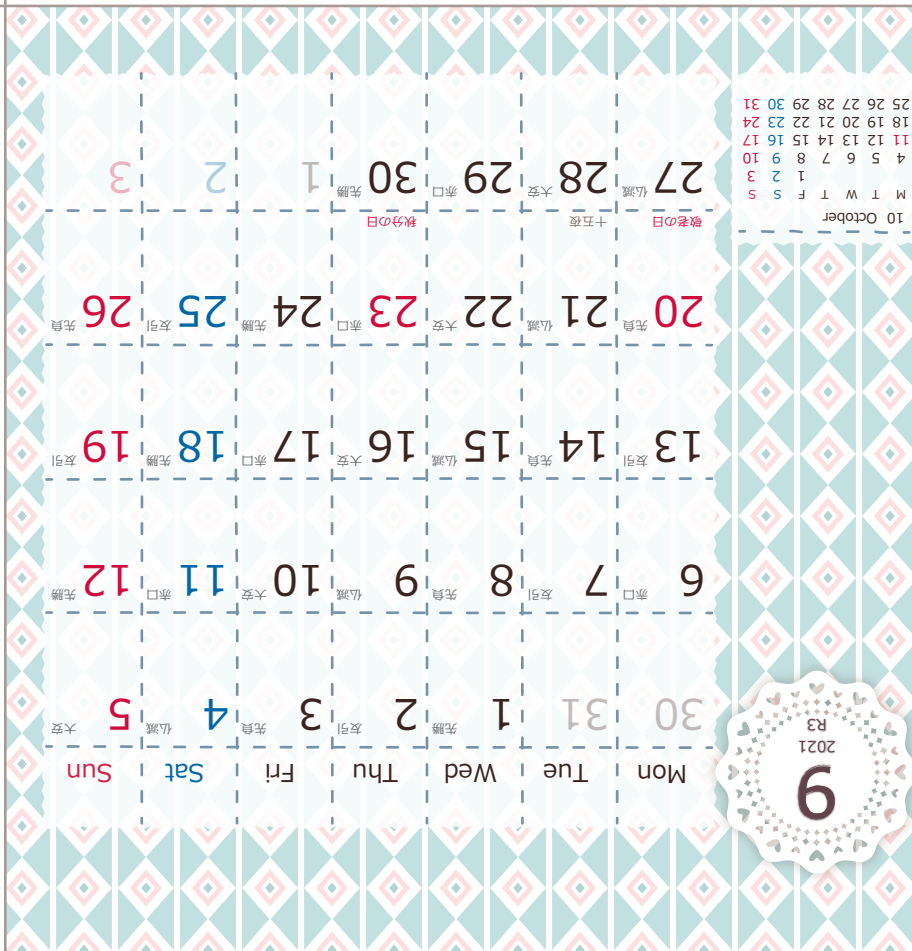 9
2021
R3
Mon Tue Wed Thu Fri Sat Sun
30 31 1 先勝 2 友引 3 先負 4 仏滅 5 大安
6 赤口 7 友引 8 先負 9 仏滅 10 大安 11 赤口 12 先勝
13 友引 14 先負 15 仏滅 16 大安 17 赤口 18 先勝 19 友引
20 先負 21 仏滅 22 大安 23 赤口 24 先勝 25 友引 26 先負
敬老の日 十五夜 秋分の日
27 仏滅 28 大安 29 赤口 30 先勝 1 2 3
10 October
M T W T F S S
1 2 3
4 5 6 7 8 9 10
11 12 13 14 15 16 17
18 19 20 21 22 23 24
25 26 27 28 29 30 31